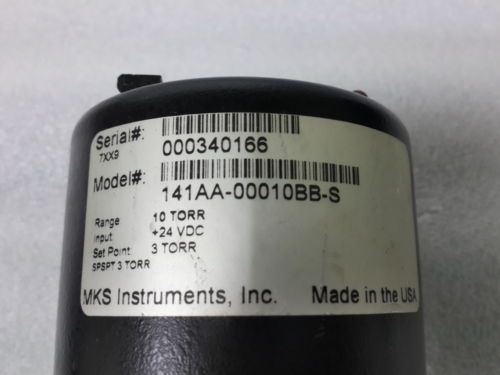 Serial#: 000340166
7XX9
Model#: 141AA-00010BB-S
Range: 10 TORR
Input: +24 VDC
Set Point: 3 TORR
SPSPT 3 TORR
MKS Instruments, Inc. Made in the USA